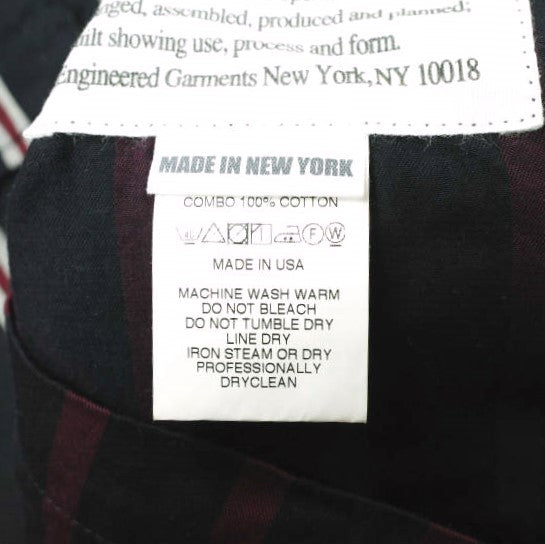 assembled, produced and planned;
showing use, process and form.
Engineered Garments New York, NY 10018
MADE IN NEW YORK
COMBO 100% COTTON
40 F W
MADE IN USA
MACHINE WASH WARM
DO NOT BLEACH
DO NOT TUMBLE DRY
LINE DRY
IRON STEAM OR DRY
PROFESSIONALLY
DRYCLEAN